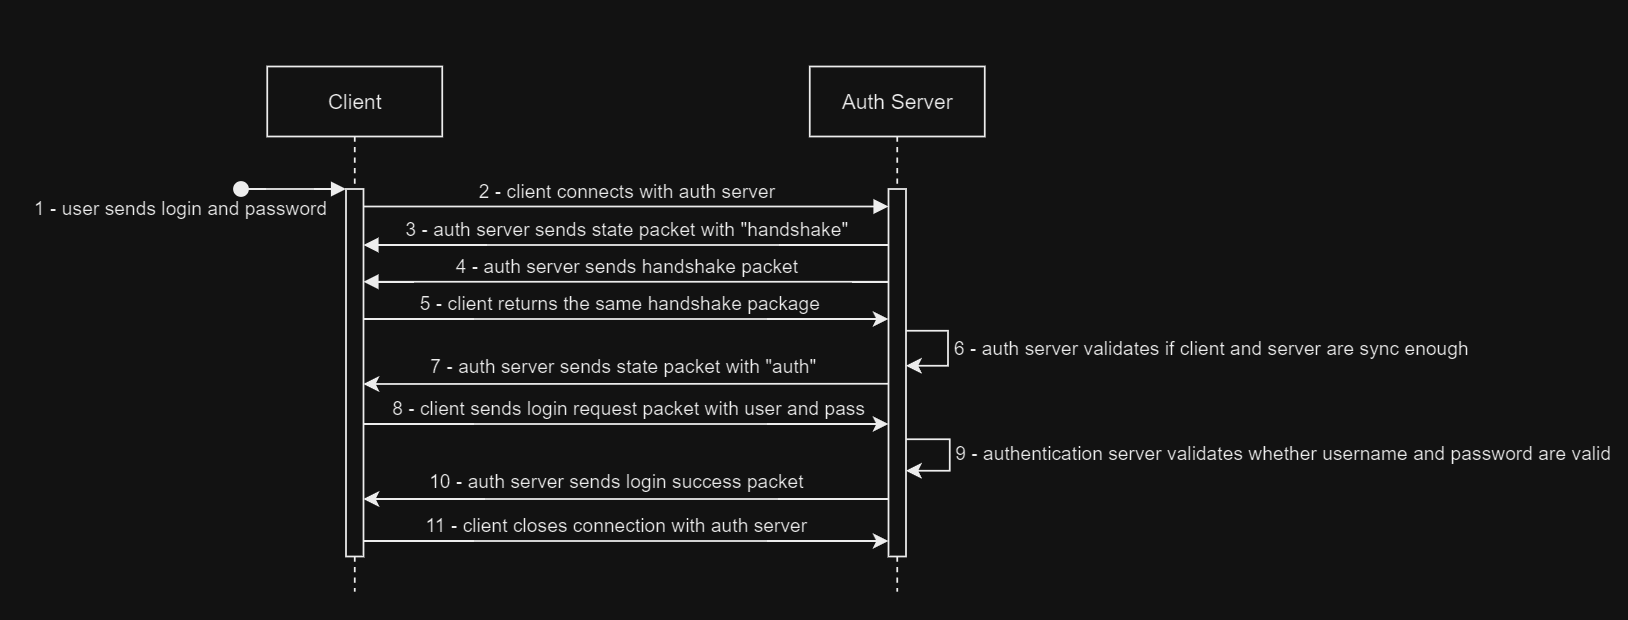 Client
Auth Server
1 - user sends login and password
2 - client connects with auth server
3 - auth server sends state packet with "handshake"
4 - auth server sends handshake packet
5 - client returns the same handshake package
6 - auth server validates if client and server are sync enough
7 - auth server sends state packet with "auth"
8 - client sends login request packet with user and pass
9 - authentication server validates whether username and password are valid
10 - auth server sends login success packet
11 - client closes connection with auth server